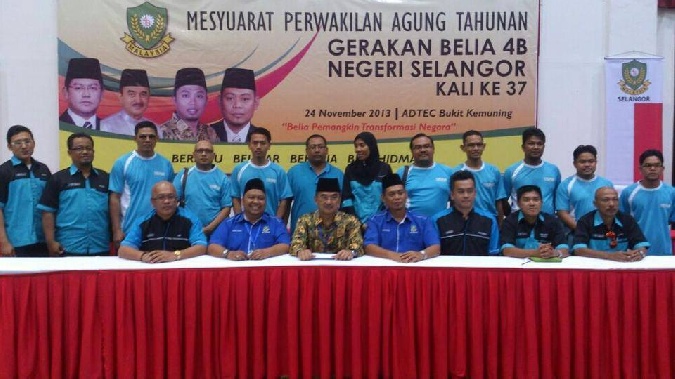 MESYUARAT PERWAKILAN AGUNG TAHUNAN
GERAKAN BELIA 4B
NEGERI SELANGOR
KALI KE 37
24 November 2013 | ADTEC Bukit Kemuning
"Belia Pemangkin Transformasi Negara"
MALAYSIA
SELANGOR